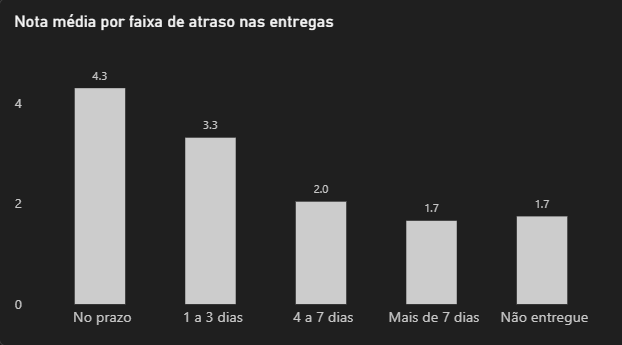 Nota média por faixa de atraso nas entregas
4.3
4
3.3
2.0
2
1.7
1.7
0
No prazo
1 a 3 dias
4 a 7 dias
Mais de 7 dias
Não entregue